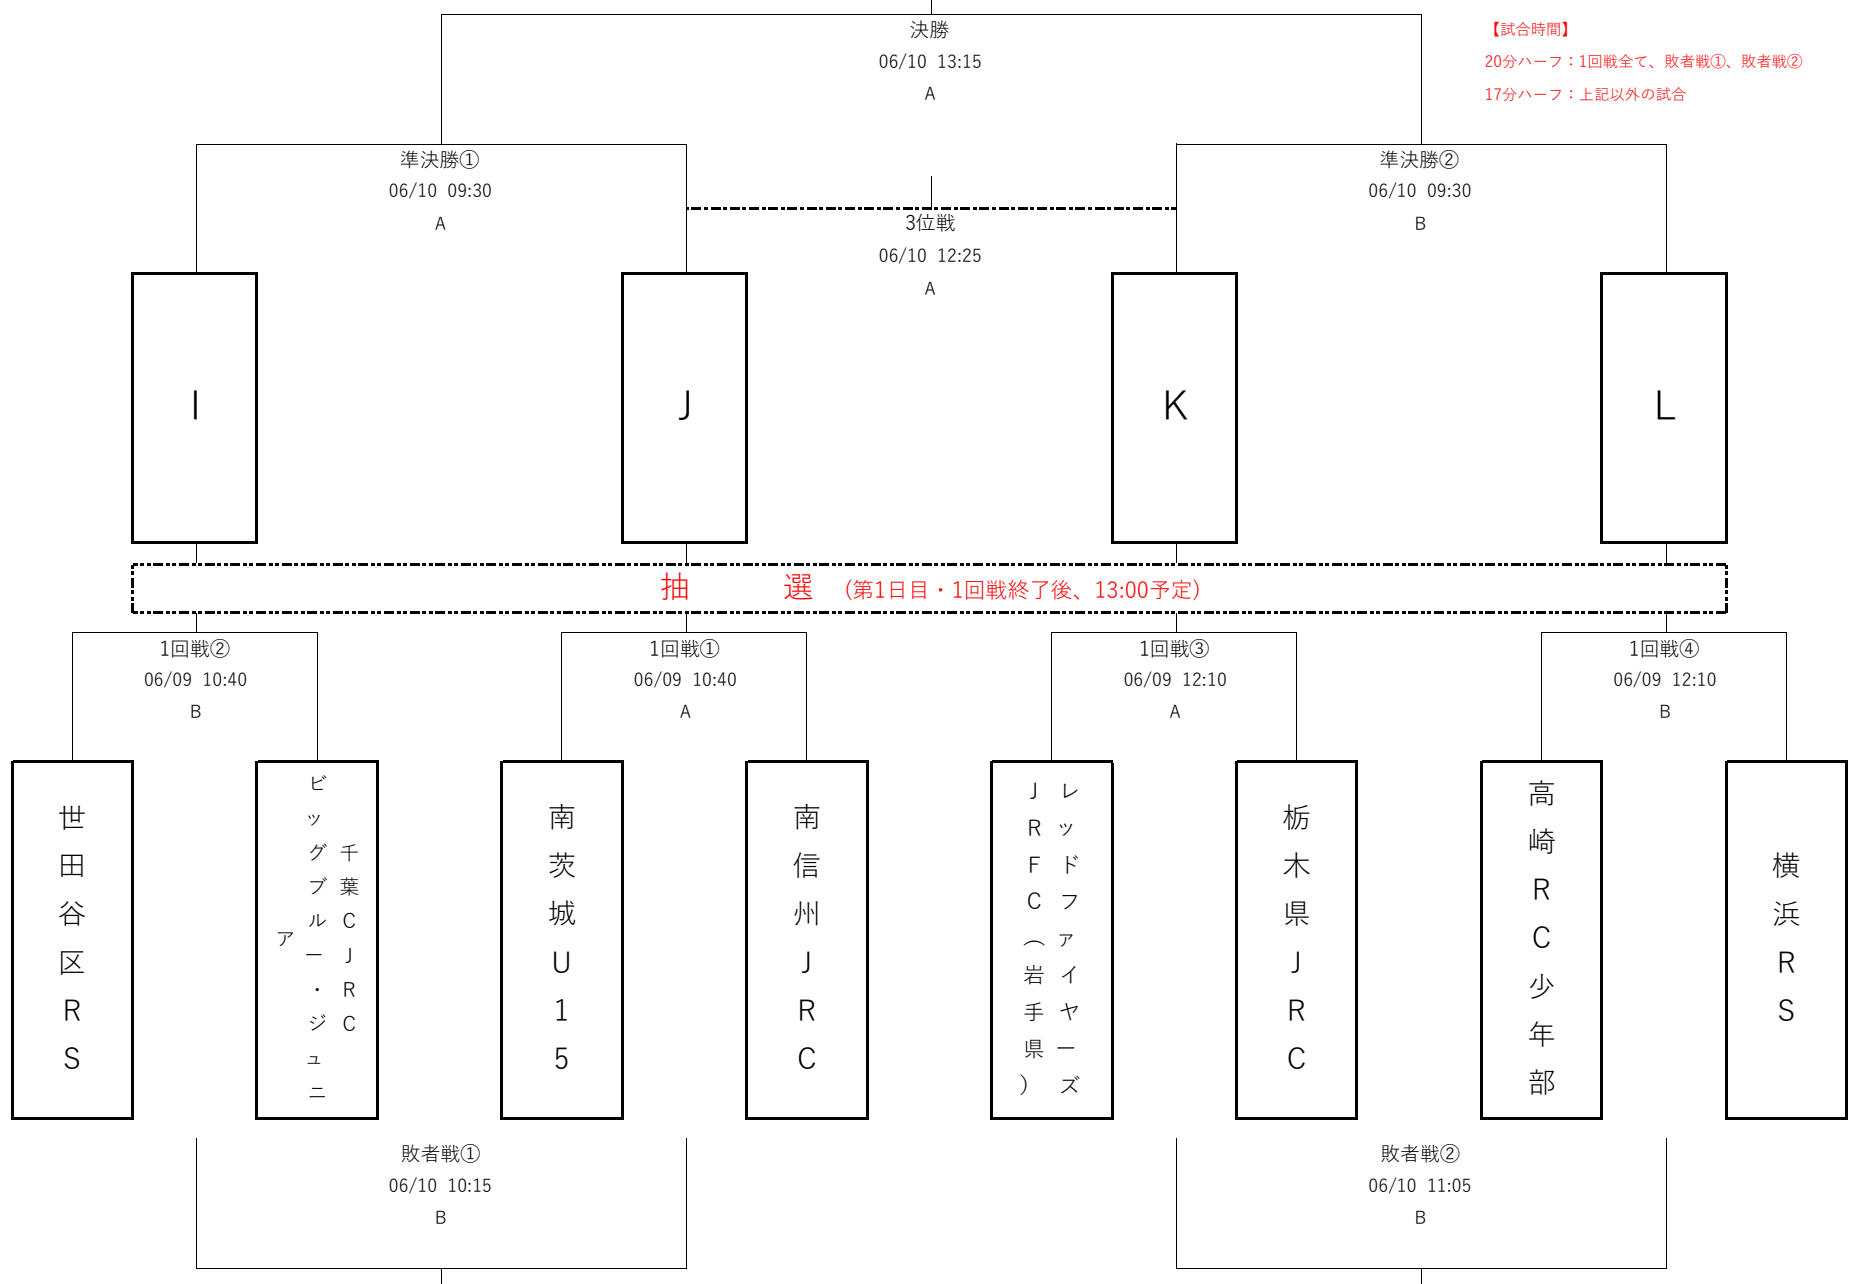 決勝
06/10 13:15
A
【試合時間】
20分ハーフ：1回戦全て、敗者戦①、敗者戦②
17分ハーフ：上記以外の試合
準決勝①
06/10 09:30
A
3位戦
06/10 12:25
A
準決勝②
06/10 09:30
B
I
J
K
L
抽 選 （第1日目・1回戦終了後、13:00予定）
1回戦②
06/09 10:40
B
1回戦①
06/09 10:40
A
1回戦③
06/09 12:10
A
1回戦④
06/09 12:10
B
世田谷区RS
千葉CJRC
ビッグブルー・ジュニ
ア
南茨城U15
南信州JRC
レッドファイヤーズ
JRFC（岩手県）
栃木県JRC
高崎RC少年部
横浜RS
敗者戦①
06/10 10:15
B
敗者戦②
06/10 11:05
B